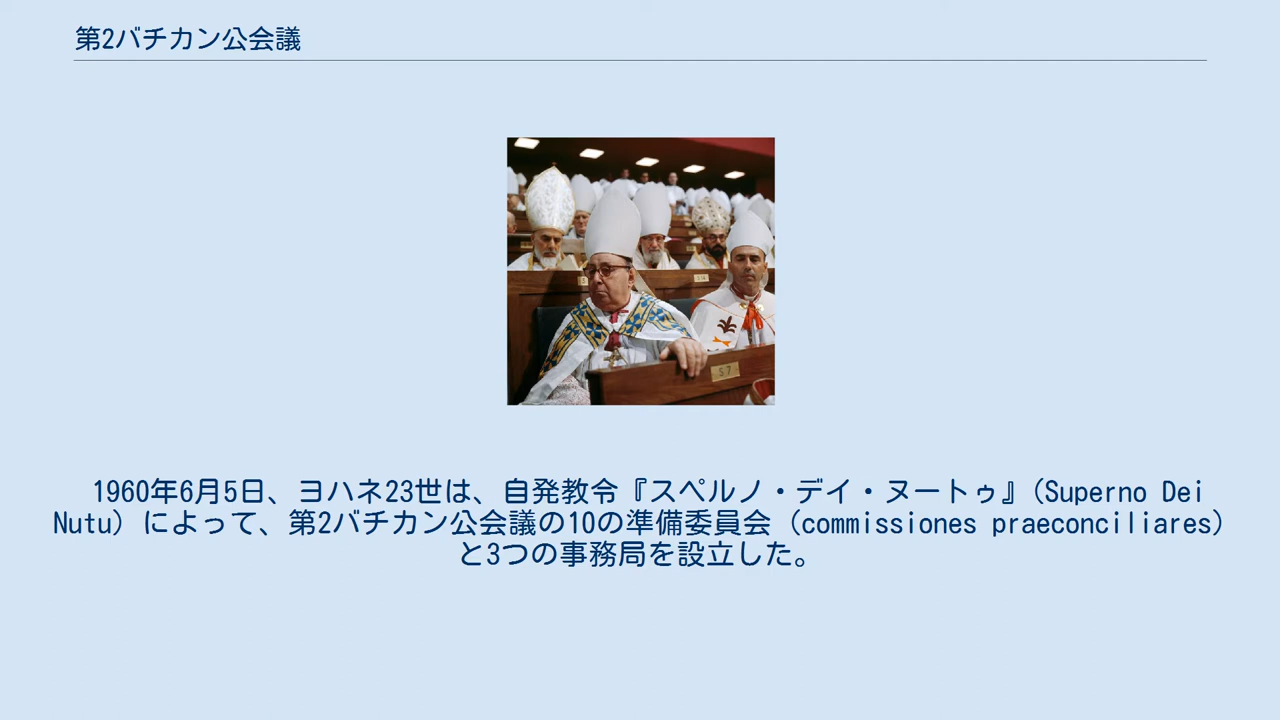 第2バチカン公会議
57
1960年6月5日、ヨハネ23世は、自発教令『スペルノ・デイ・ヌートゥ』(Superno Dei
Nutu) によって、第2バチカン公会議の10の準備委員会 (commissiones praeconciliares)
と3つの事務局を設立した。